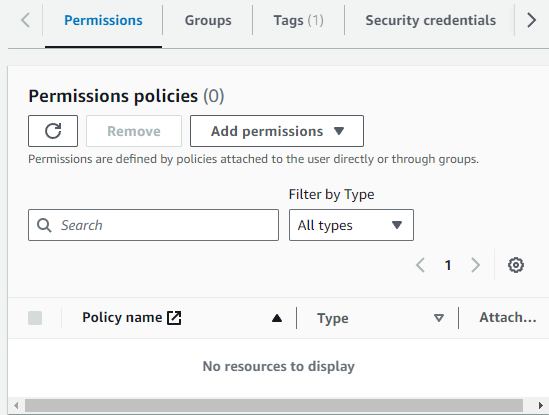 Permissions Groups Tags (1) Security credentials
Permissions policies (0)
Remove Add permissions
Permissions are defined by policies attached to the user directly or through groups.
Filter by Type
Search All types
1
Policy name Type Attach...
No resources to display